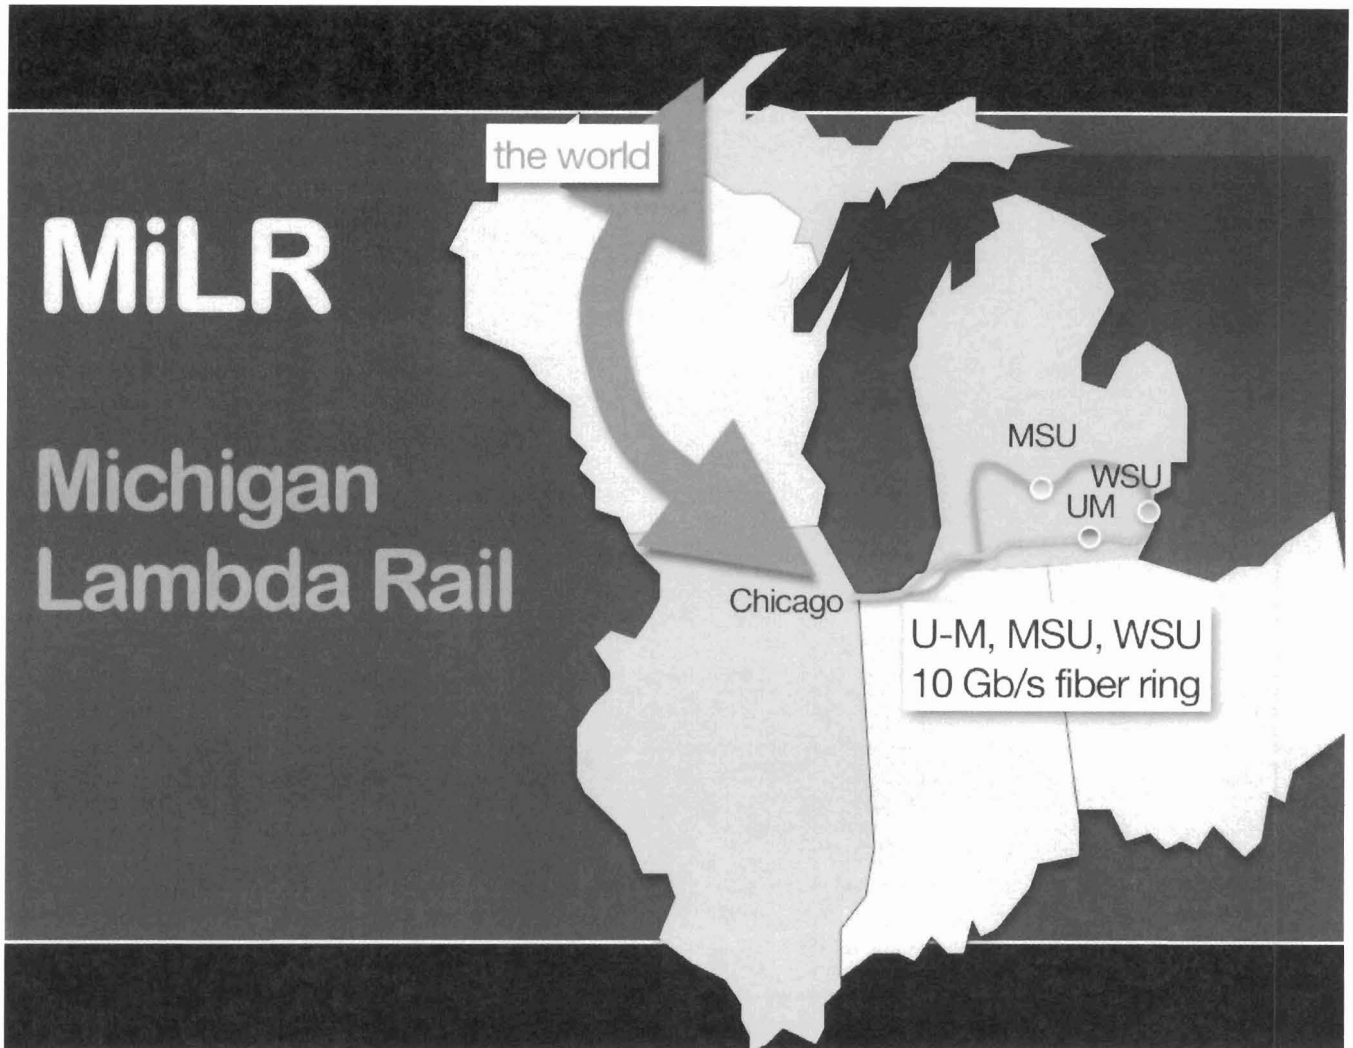 the world
MiLR
Michigan
Lambda Rail
MSU
WSU
UM
Chicago
U-M, MSU, WSU
10 Gb/s fiber ring